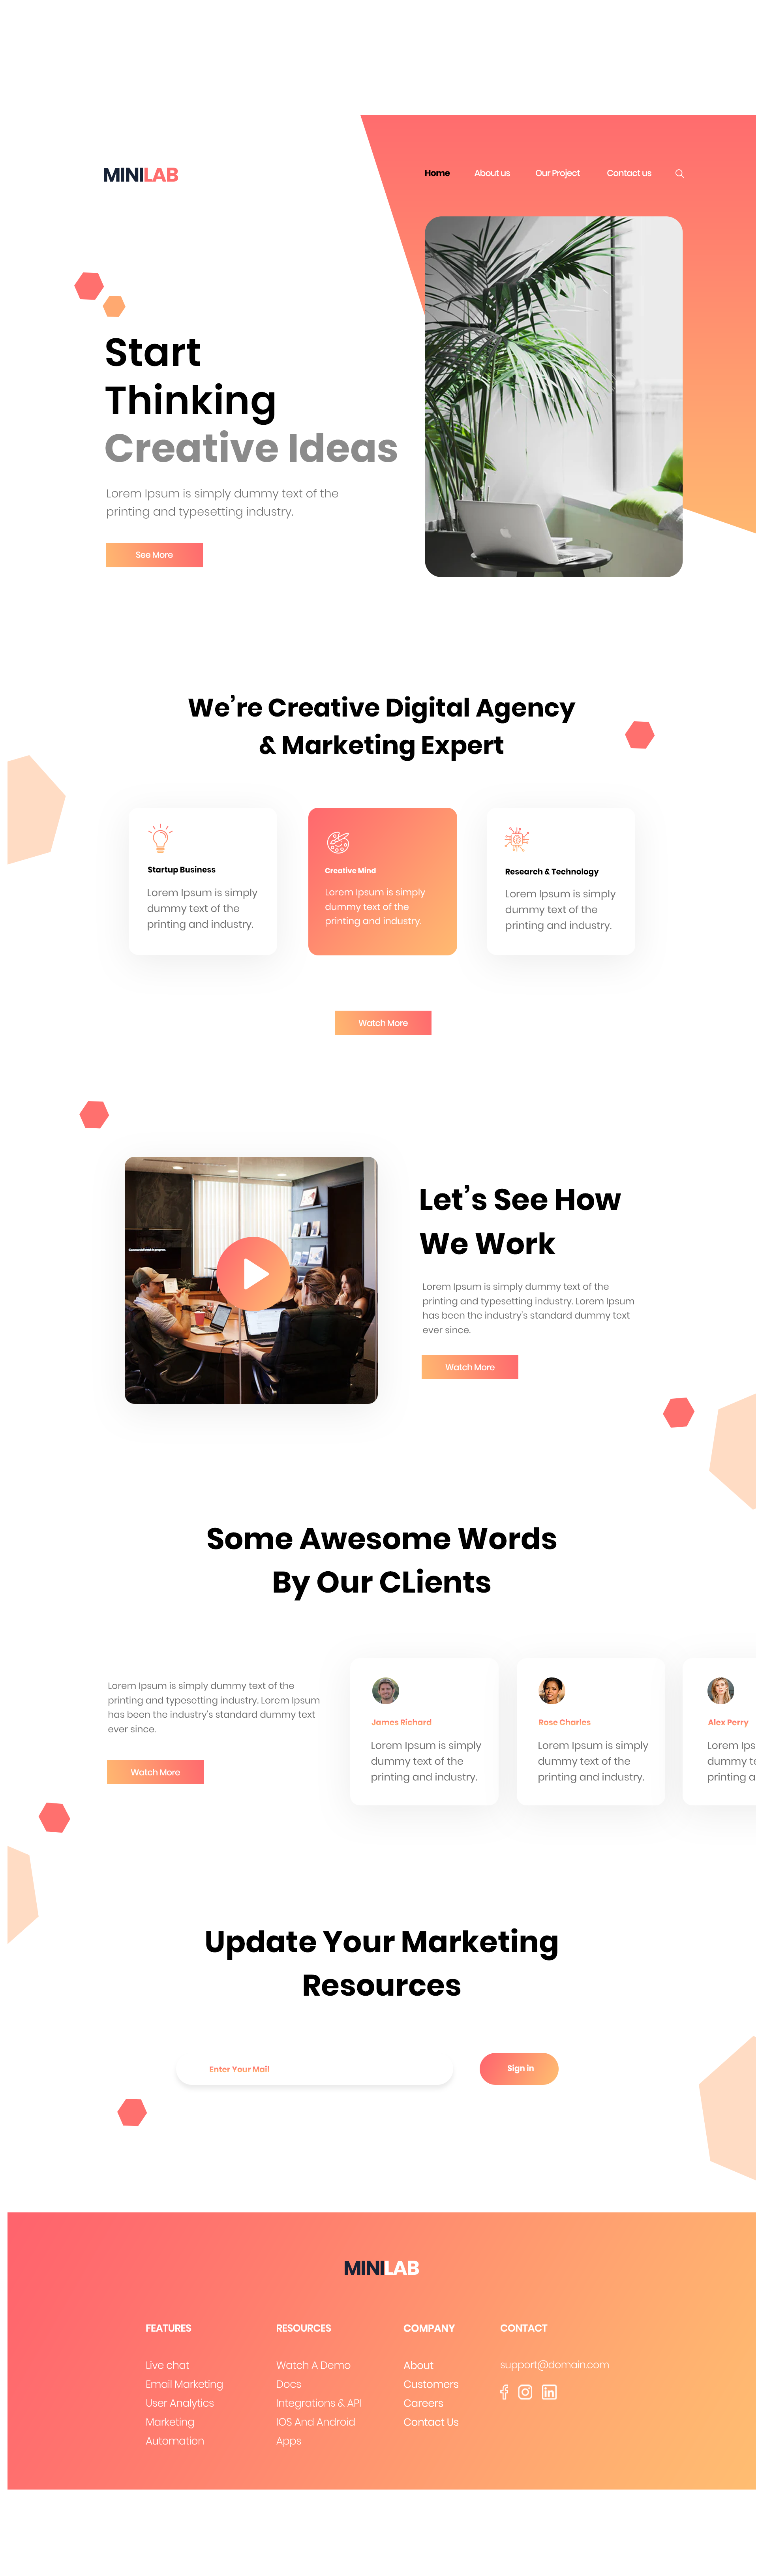 MINILAB
Home About us Our Project Contact us
Start
Thinking
Creative Ideas
Lorem Ipsum is simply dummy text of the
printing and typesetting industry.
See More
We're Creative Digital Agency
& Marketing Expert
Startup Business
Lorem Ipsum is simply
dummy text of the
printing and industry.
Creative Mind
Lorem Ipsum is simply
dummy text of the
printing and industry.
Research & Technology
Lorem Ipsum is simply
dummy text of the
printing and industry.
Watch More
Let's See How
We Work
Lorem Ipsum is simply dummy text of the
printing and typesetting industry. Lorem Ipsum
has been the industry's standard dummy text
ever since.
Watch More
Some Awesome Words
By Our CLients
Lorem Ipsum is simply dummy text of the
printing and typesetting industry. Lorem Ipsum
has been the industry's standard dummy text
ever since.
Watch More
James Richard
Lorem Ipsum is simply
dummy text of the
printing and industry.
Rose Charles
Lorem Ipsum is simply
dummy text of the
printing and industry.
Alex Perry
Lorem Ips
dummy te
printing a
Update Your Marketing
Resources
Enter Your Mail
Sign in
MINILAB
FEATURES
Live chat
Email Marketing
User Analytics
Marketing
Automation
RESOURCES
Watch A Demo
Docs
Integrations & API
IOS And Android
Apps
COMPANY
About
Customers
Careers
Contact Us
CONTACT
support@domain.com